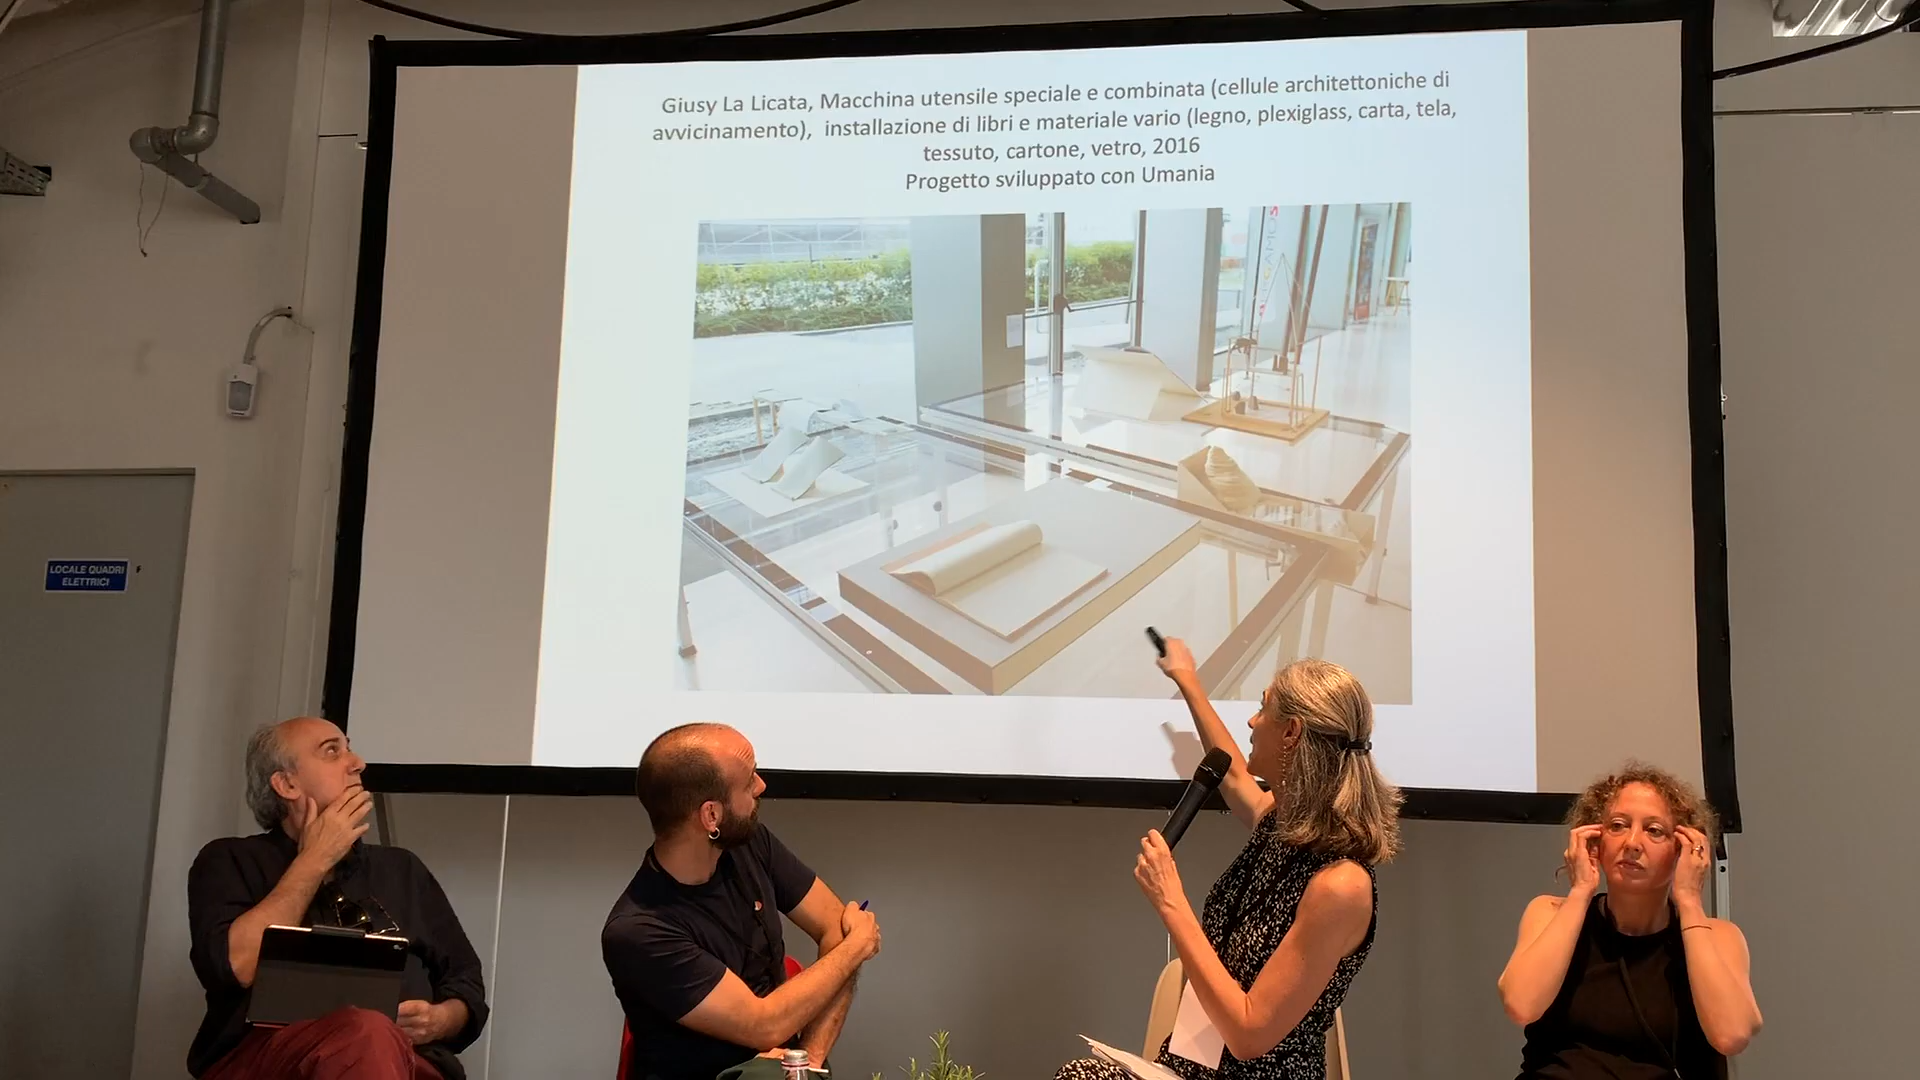 Giusy La Licata, Macchina utensile speciale e combinata (cellule architettoniche di
avvicinamento),  installazione di libri e materiale vario (legno, plexiglass, carta, tela,
tessuto, cartone, vetro, 2016
Progetto sviluppato con Umania
LOCALE QUADRI
ELETTRICI